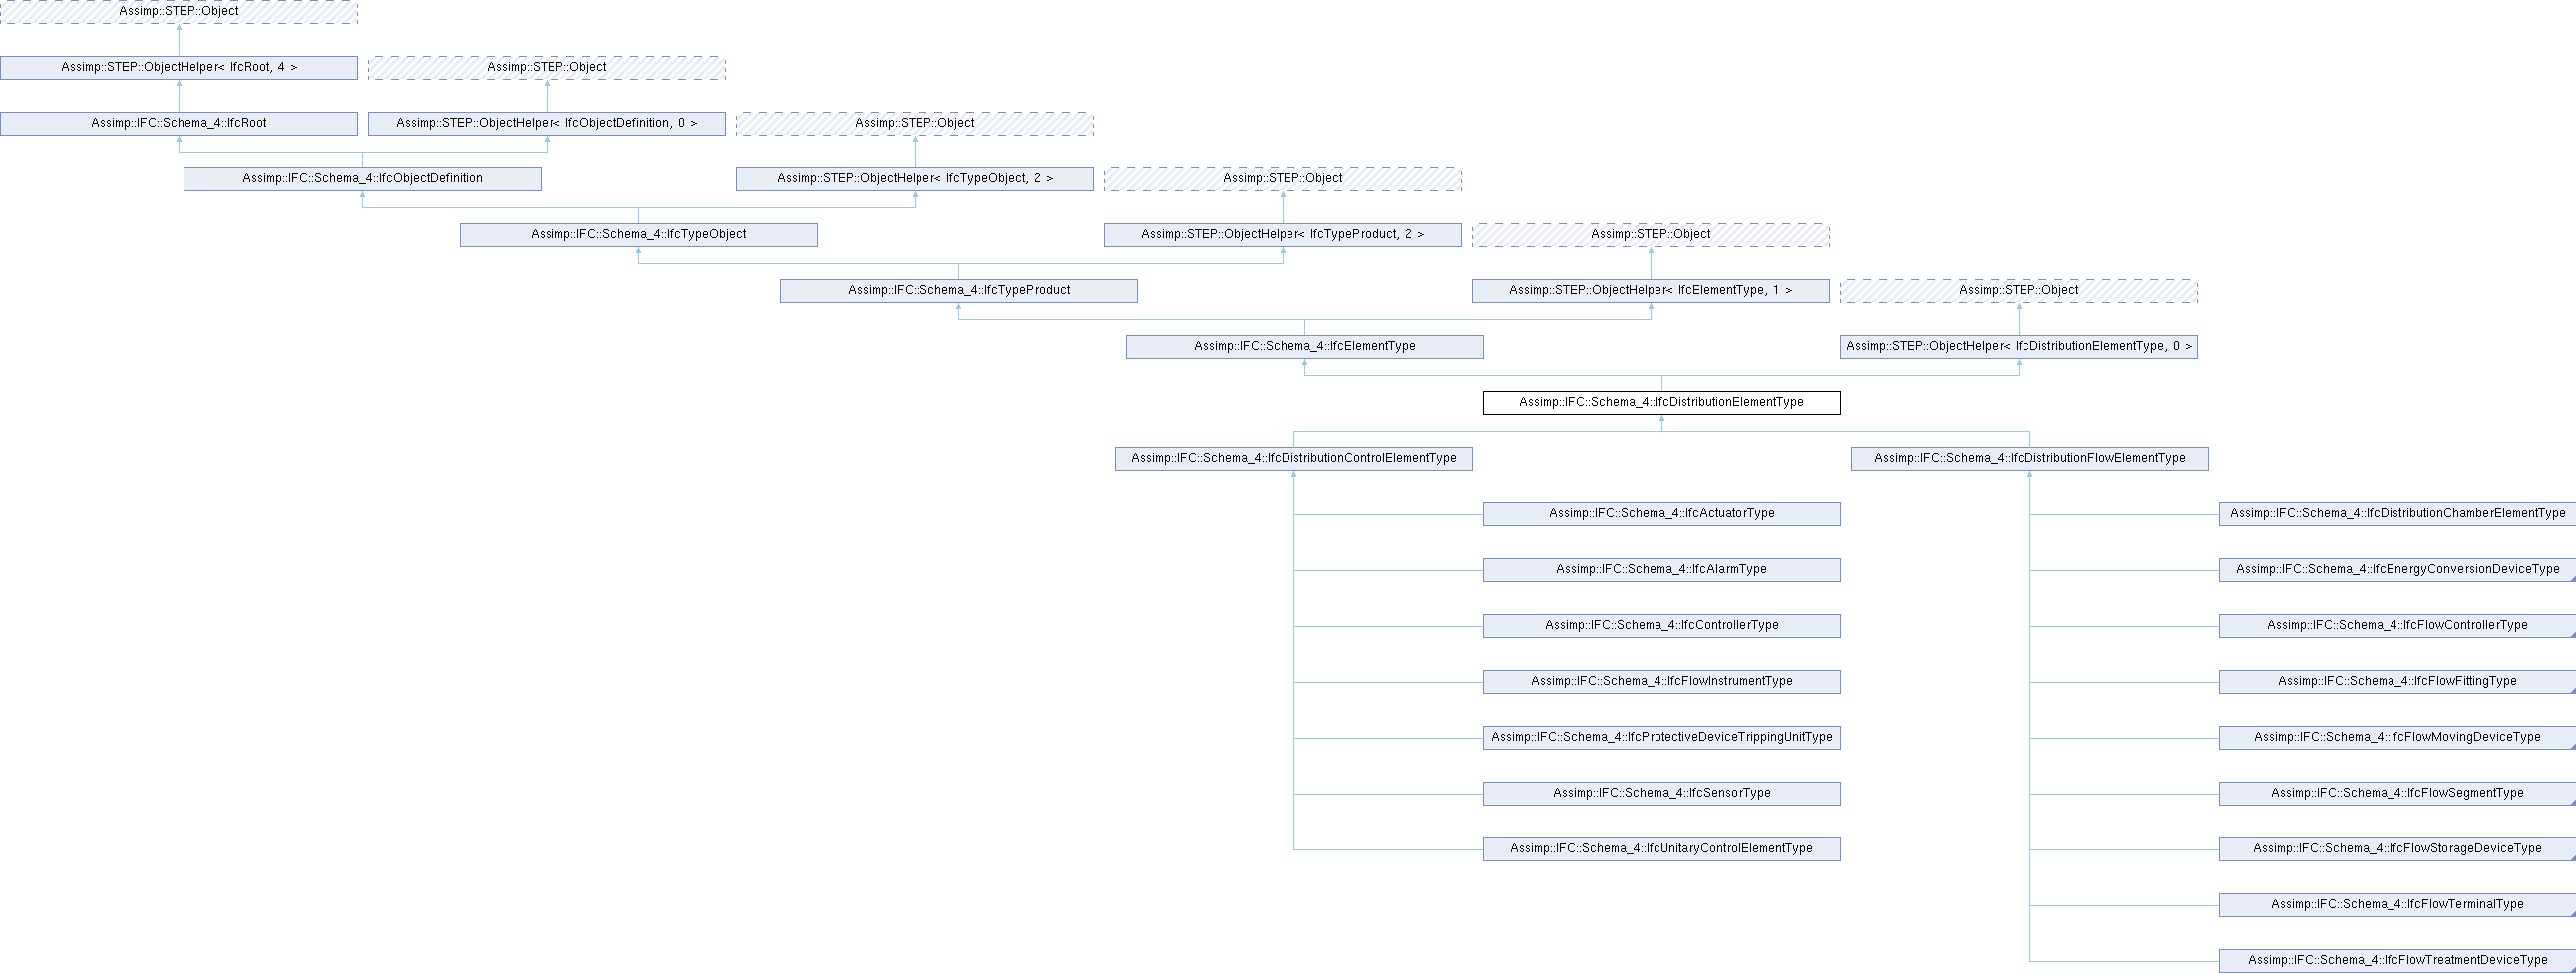 Assimp::STEP::Object
Assimp::STEP::ObjectHelper< IfcRoot, 4 >
Assimp::STEP::Object
Assimp::IFC::Schema_4::IfcRoot
Assimp::STEP::ObjectHelper< IfcObjectDefinition, 0 >
Assimp::STEP::Object
Assimp::IFC::Schema_4::IfcObjectDefinition
Assimp::STEP::ObjectHelper< IfcTypeObject, 2 >
Assimp::STEP::Object
Assimp::IFC::Schema_4::IfcTypeObject
Assimp::STEP::ObjectHelper< IfcTypeProduct, 2 >
Assimp::STEP::Object
Assimp::IFC::Schema_4::IfcTypeProduct
Assimp::STEP::ObjectHelper< IfcElementType, 1 >
Assimp::STEP::Object
Assimp::IFC::Schema_4::IfcElementType
Assimp::STEP::ObjectHelper< IfcDistributionElementType, 0 >
Assimp::IFC::Schema_4::IfcDistributionElementType
Assimp::IFC::Schema_4::IfcDistributionControlElementType
Assimp::IFC::Schema_4::IfcDistributionFlowElementType
Assimp::IFC::Schema_4::IfcActuatorType
Assimp::IFC::Schema_4::IfcDistributionChamberElementType
Assimp::IFC::Schema_4::IfcAlarmType
Assimp::IFC::Schema_4::IfcEnergyConversionDeviceType
Assimp::IFC::Schema_4::IfcControllerType
Assimp::IFC::Schema_4::IfcFlowControllerType
Assimp::IFC::Schema_4::IfcFlowInstrumentType
Assimp::IFC::Schema_4::IfcFlowFittingType
Assimp::IFC::Schema_4::IfcProtectiveDeviceTrippingUnitType
Assimp::IFC::Schema_4::IfcFlowMovingDeviceType
Assimp::IFC::Schema_4::IfcSensorType
Assimp::IFC::Schema_4::IfcFlowSegmentType
Assimp::IFC::Schema_4::IfcUnitaryControlElementType
Assimp::IFC::Schema_4::IfcFlowStorageDeviceType
Assimp::IFC::Schema_4::IfcFlowTerminalType
Assimp::IFC::Schema_4::IfcFlowTreatmentDeviceType